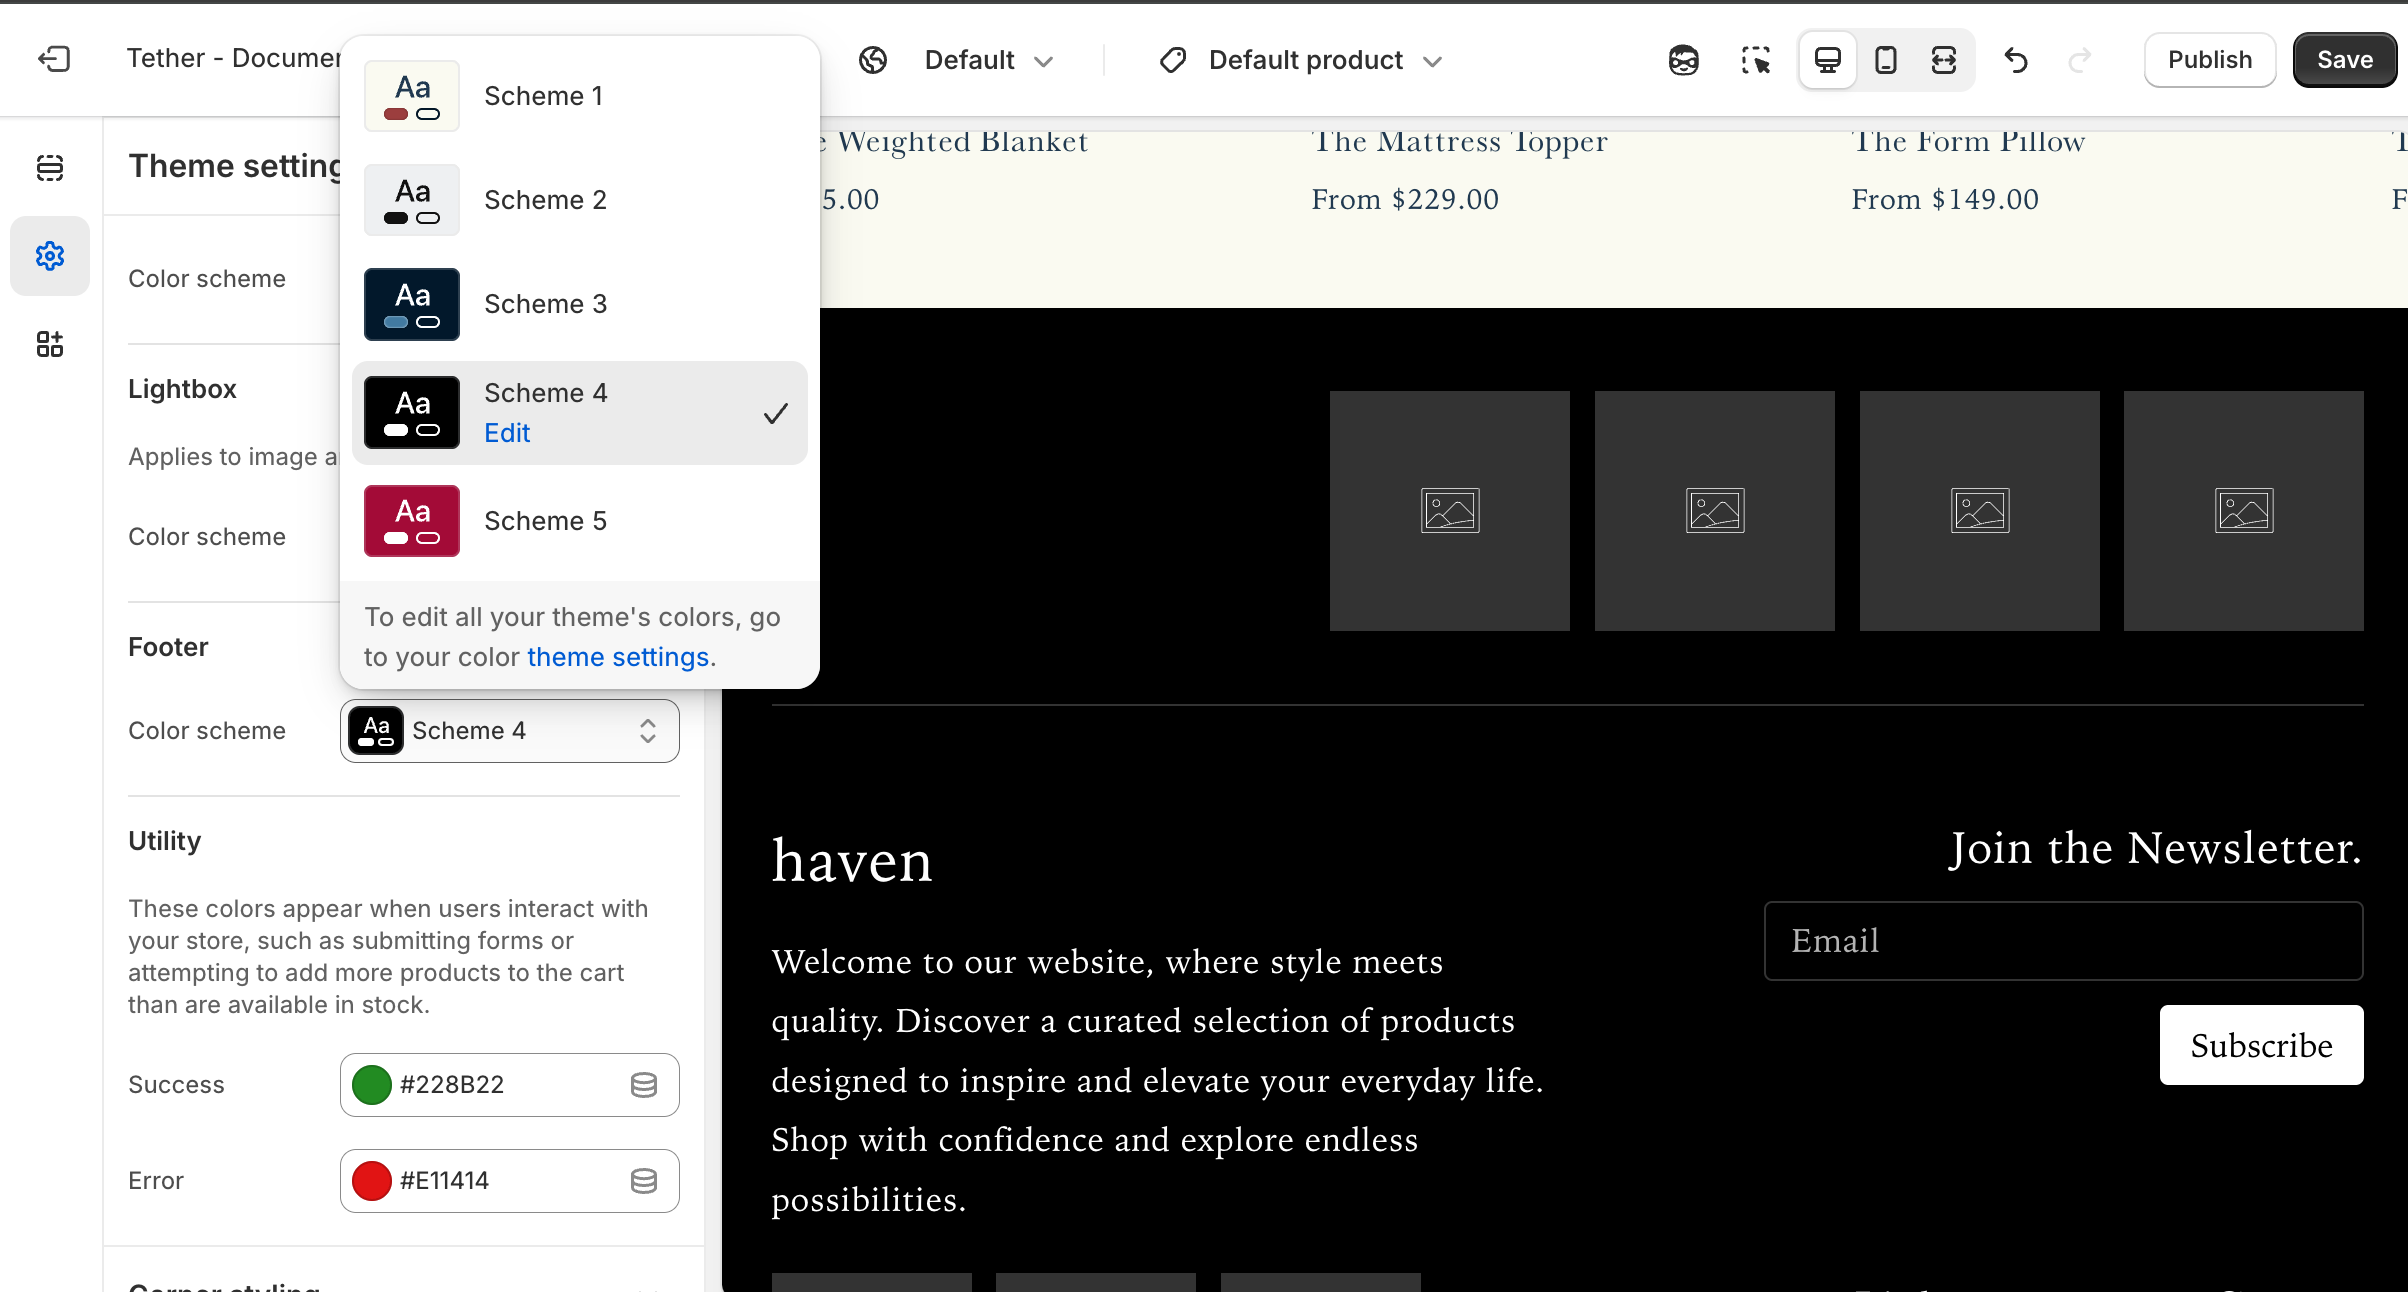 Tether - Documen
Default
Default product
Publish
Save
Theme setting
Color scheme
Lightbox
Applies to image a
Color scheme
Footer
Color scheme
Aa
Scheme 4
Utility
These colors appear when users interact with
your store, such as submitting forms or
attempting to add more products to the cart
than are available in stock.
Success
#228B22
Error
#E11414
Corner styling
Aa
Scheme 1
Aa
Scheme 2
Aa
Scheme 3
Aa
Scheme 4
Edit
Aa
Scheme 5
To edit all your theme's colors, go
to your color theme settings.
e Weighted Blanket
5.00
The Mattress Topper
From $229.00
The Form Pillow
From $149.00
T
F
haven
Welcome to our website, where style meets
quality. Discover a curated selection of products
designed to inspire and elevate your everyday life.
Shop with confidence and explore endless
possibilities.
Join the Newsletter.
Email
Subscribe